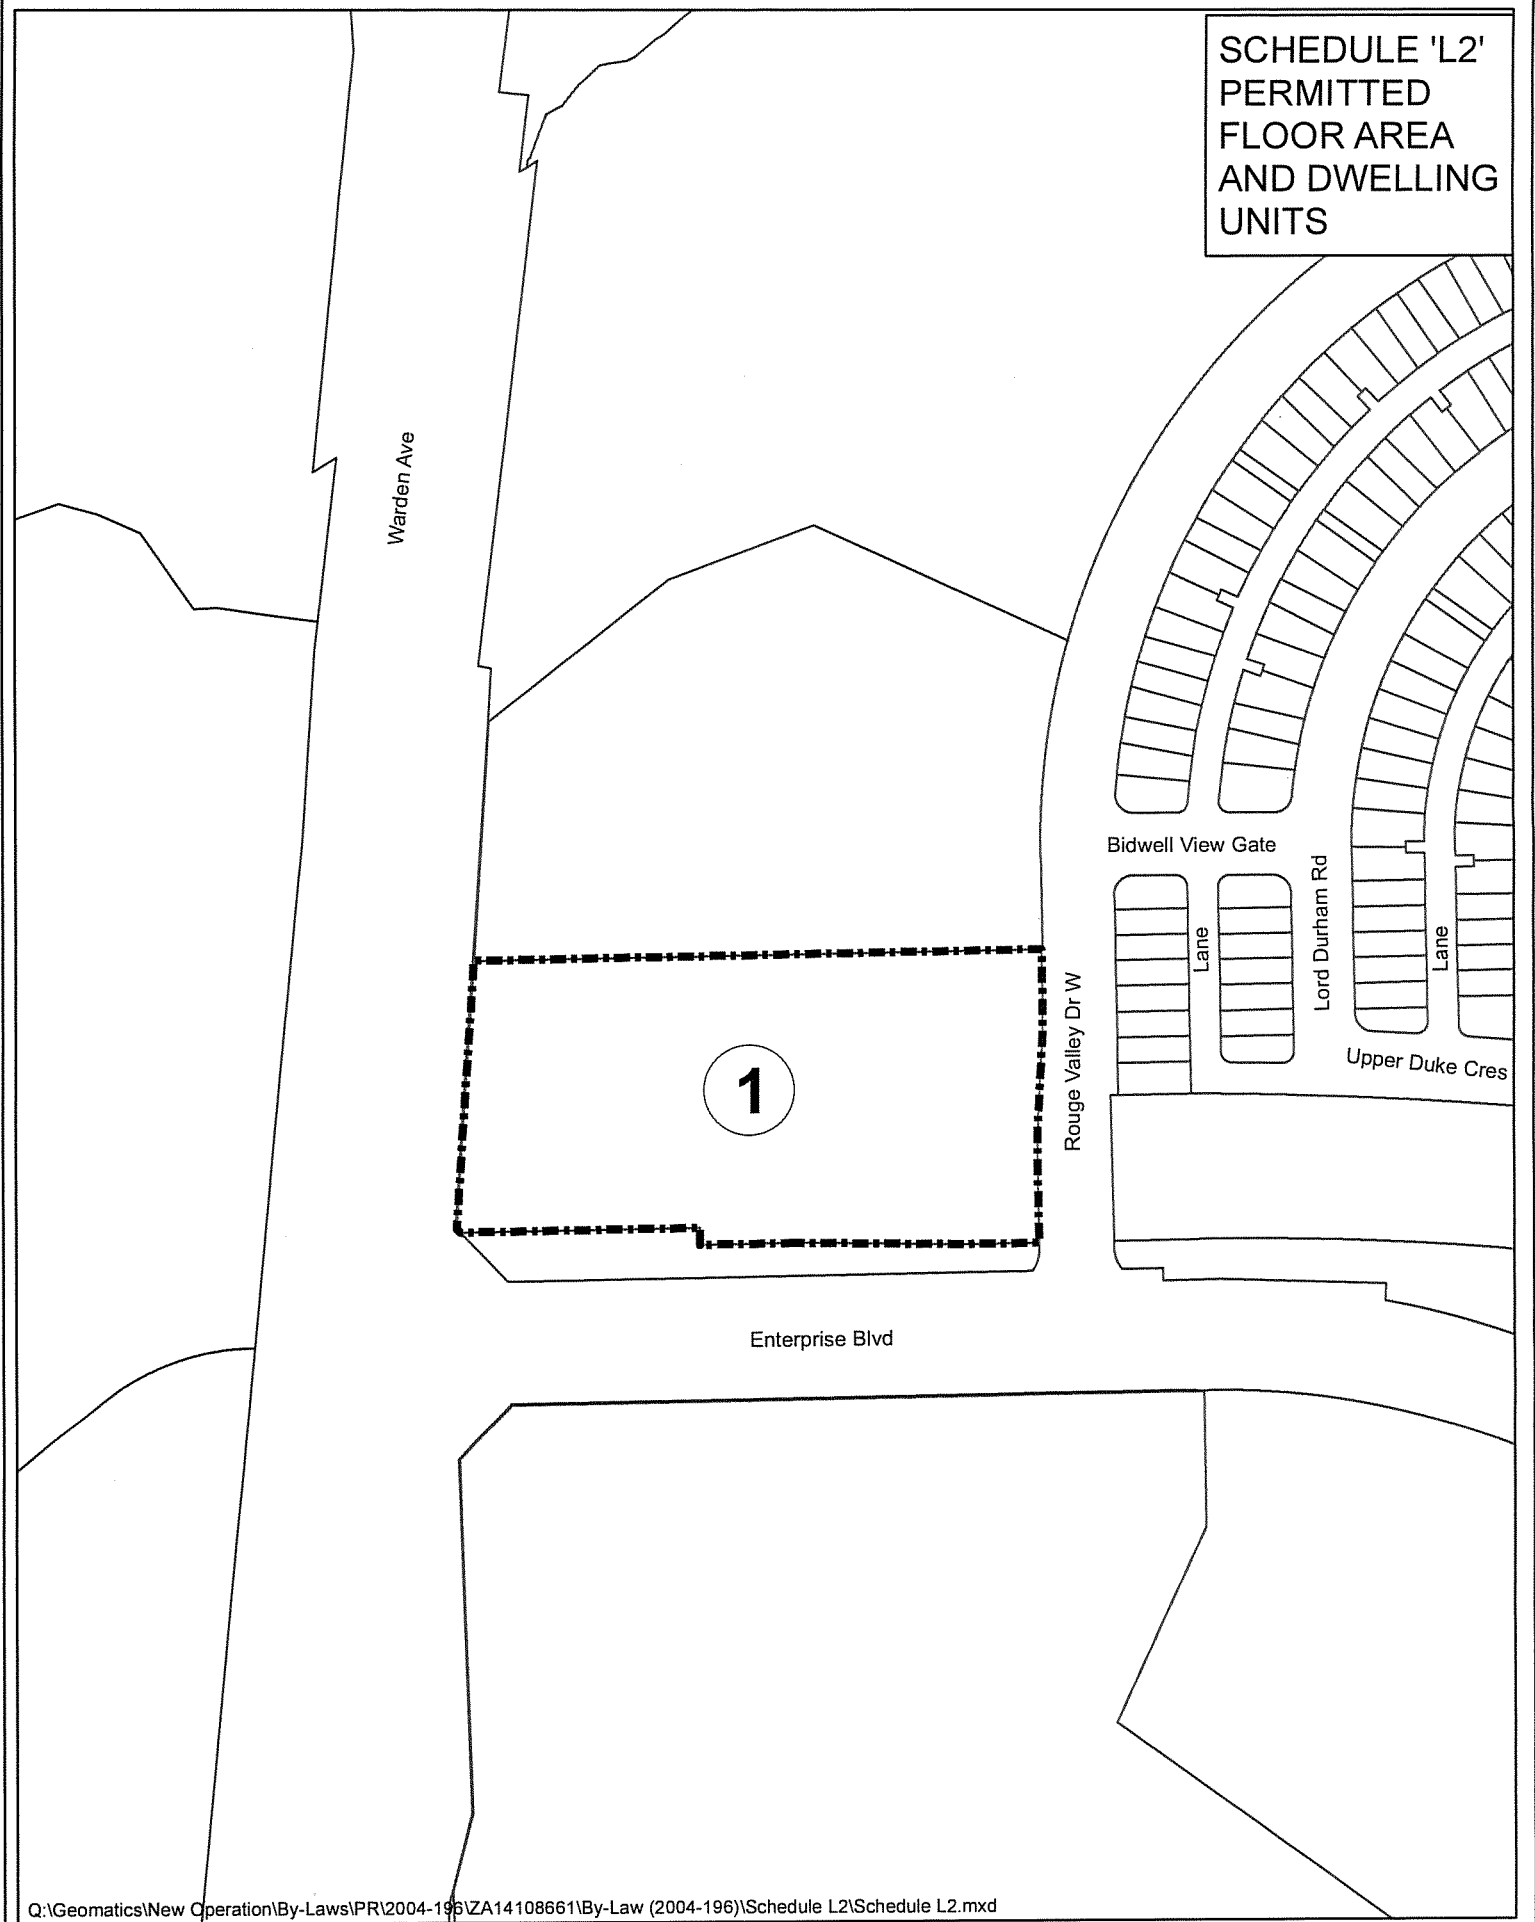 SCHEDULE 'L2'
PERMITTED
FLOOR AREA
AND DWELLING
UNITS
Warden Ave
Bidwell View Gate
Lord Durham Rd
Lane
Lane
Rouge Valley Dr W
Upper Duke Cres
1
Enterprise Blvd
Q:\Geomatics\New Operation\By-Laws\PR\2004-196\ZA14108661\By-Law (2004-196)\Schedule L2\Schedule L2.mxd